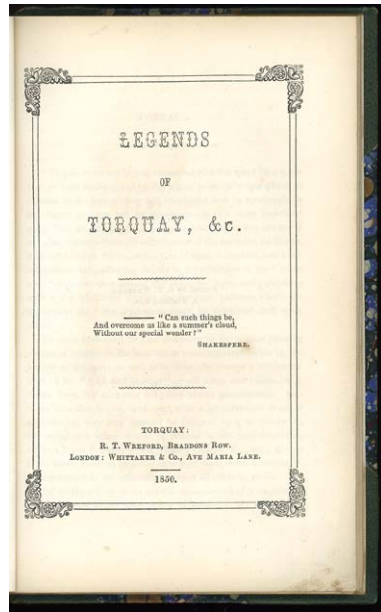 LEGENDS
OF
TORQUAY, &c.
"Can such things be,
And overcome us like a summer's cloud,
Without our special wonder?"
SHAKESPERE.
TORQUAY:
R. T. WREFORD, BRADDONS ROW.
LONDON: WHITTAKER & Co., AVE MARIA LANE.
1850.